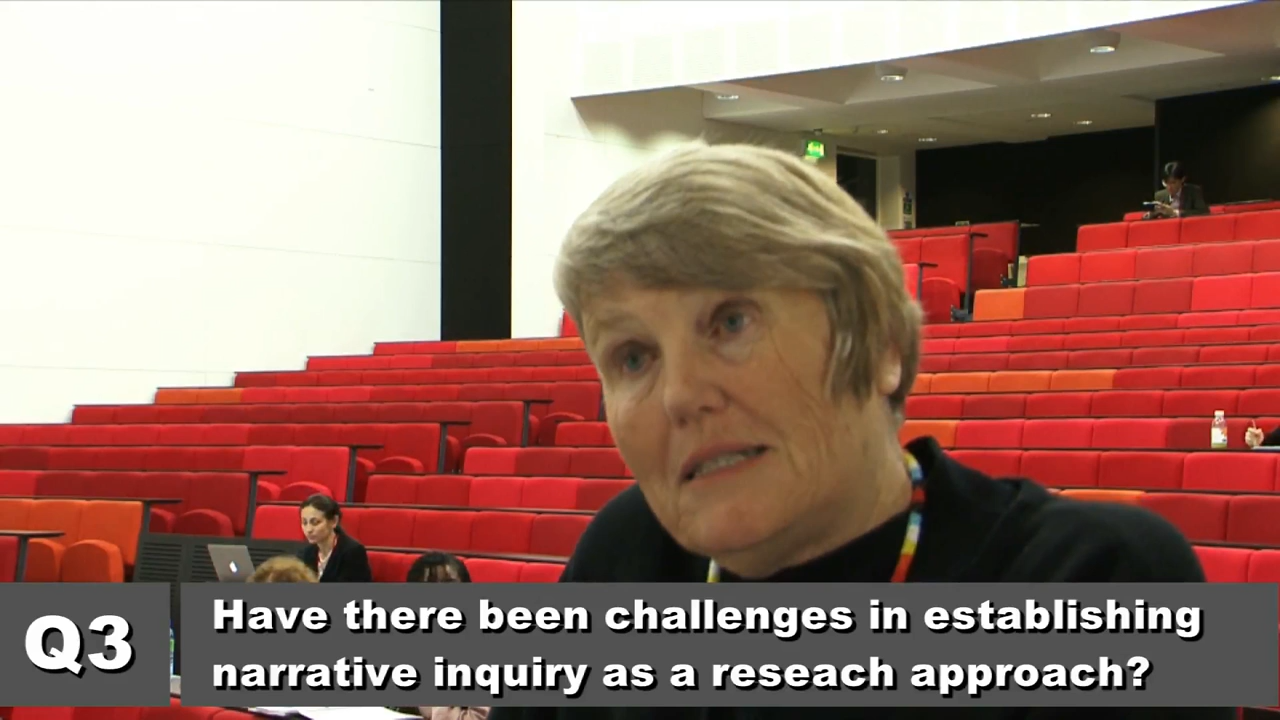 Q3
Have there been challenges in establishing
narrative inquiry as a reseach approach?